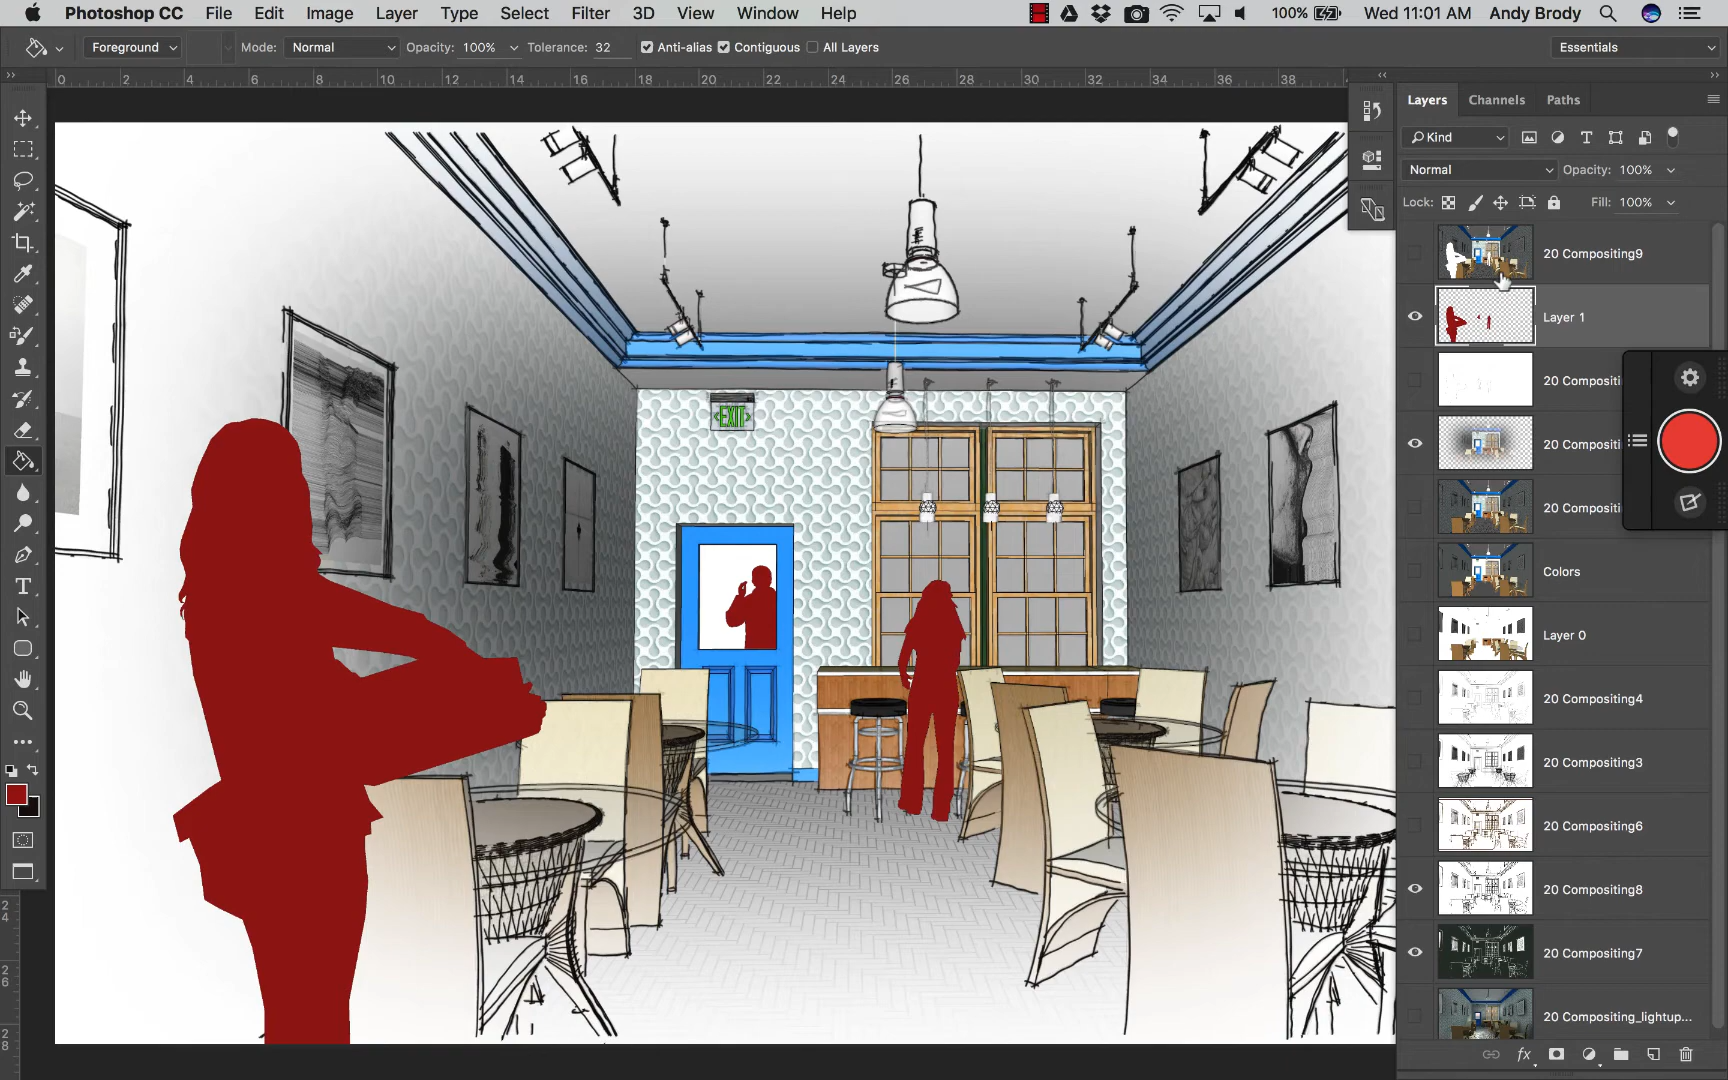 Photoshop CC File Edit Image Layer Type Select Filter 3D View Window Help 100% Wed 11:01 AM Andy Brody
Foreground Mode: Normal Opacity: 100% Tolerance: 32 Anti-alias Contiguous All Layers Essentials
0 2 4 6 8 10 12 14 16 18 20 22 24 26 28 30 32 34 36 38
Layers Channels Paths
Kind
Normal Opacity: 100%
Lock: Fill: 100%
20 Compositing9
Layer 1
20 Compositi
20 Compositi
20 Compositi
Colors
Layer 0
20 Compositing4
20 Compositing3
20 Compositing6
20 Compositing8
20 Compositing7
20 Compositing_lightup...
fx
EXIT
24
26
28